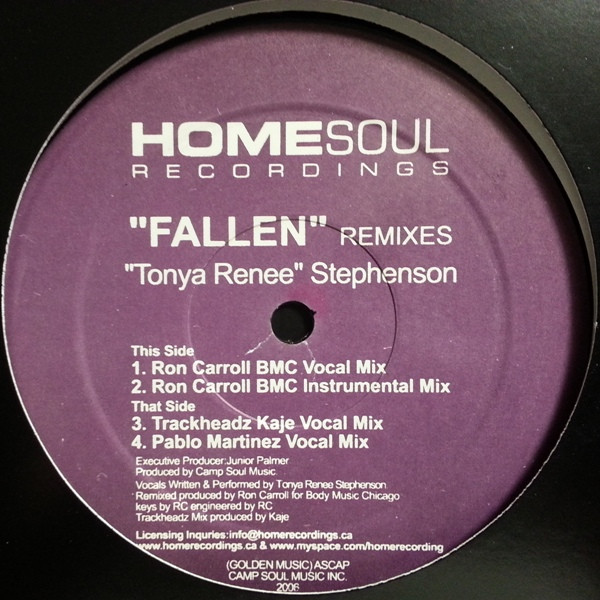 HOMESOUL
RECORDINGS
"FALLEN" REMIXES
"Tonya Renee" Stephenson
This Side
1. Ron Carroll BMC Vocal Mix
2. Ron Carroll BMC Instrumental Mix
That Side
3. Trackheadz Kaje Vocal Mix
4. Pablo Martinez Vocal Mix
Executive Producer:Junior Palmer
Produced by Camp Soul Music.
Vocals Written & Performed by Tonya Renee Stephenson
Remixed produced by Ron Carroll for Body Music Chicago
keys by RC engineered by RC
Trackheadz Mix produced by Kaje
Licensing Inquries:info@homerecordings.ca
www.homerecordings.ca & www.myspace.com/homerecording
(GOLDEN MUSIC) ASCAP
CAMP SOUL MUSIC INC.
2006